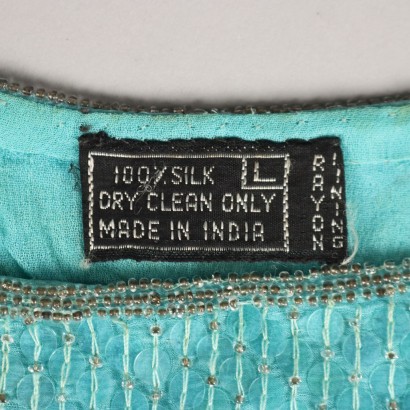 100% SILK L
DRY CLEAN ONLY
MADE IN INDIA
RAYON
LINING